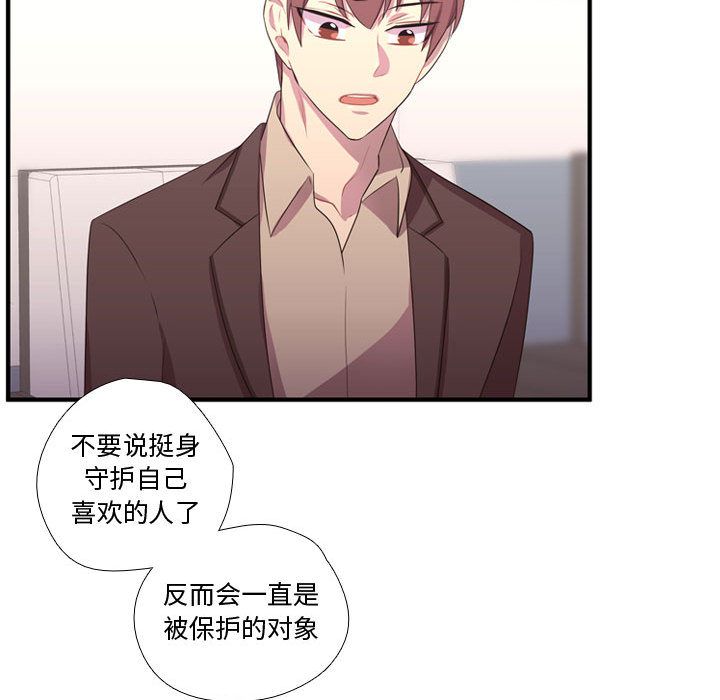 不要说挺身
守护自己
喜欢的人了
反而会一直是
被保护的对象